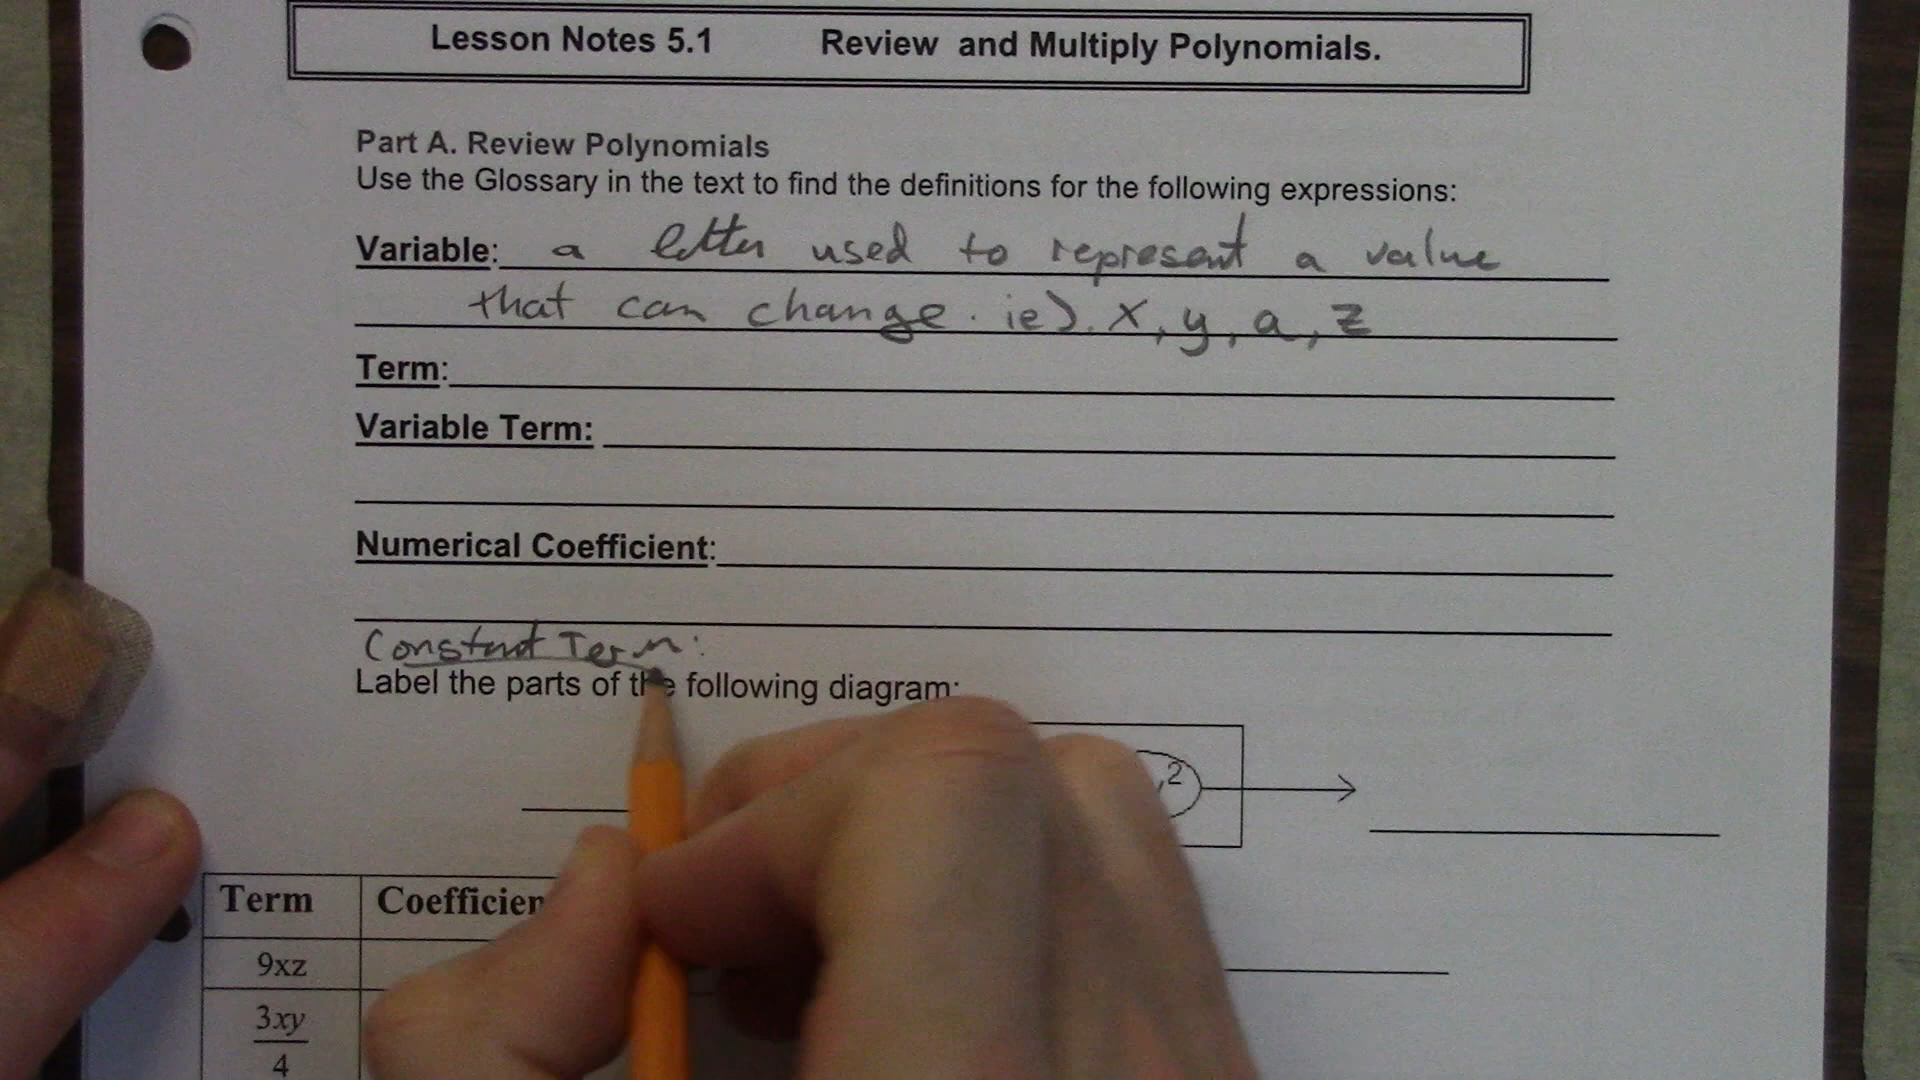 Lesson Notes 5.1 Review and Multiply Polynomials.
Part A. Review Polynomials
Use the Glossary in the text to find the definitions for the following expressions:
Variable: a letter used to represent a value
that can change. ie). x, y, a, z
Term:
Variable Term:
Numerical Coefficient:
Constant Term:
Label the parts of the following diagram:
2
Term Coefficien
9xz
3xy
4